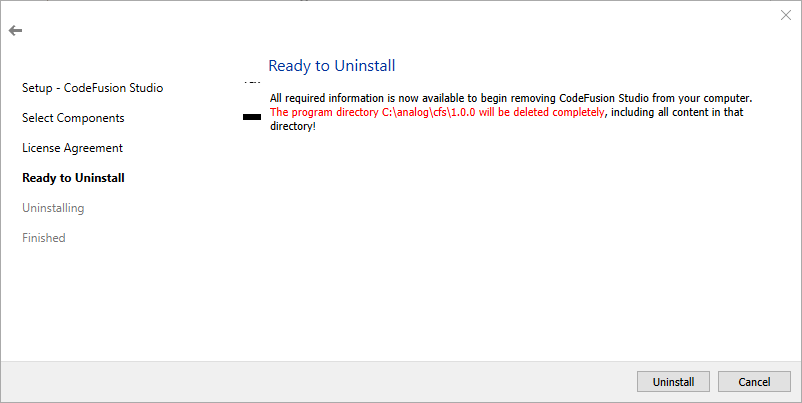 Ready to Uninstall
Setup - CodeFusion Studio
Select Components
License Agreement
Ready to Uninstall
Uninstalling
Finished
All required information is now available to begin removing CodeFusion Studio from your computer.
The program directory C:\analog\cfs\1.0.0 will be deleted completely, including all content in that
directory!
Uninstall
Cancel